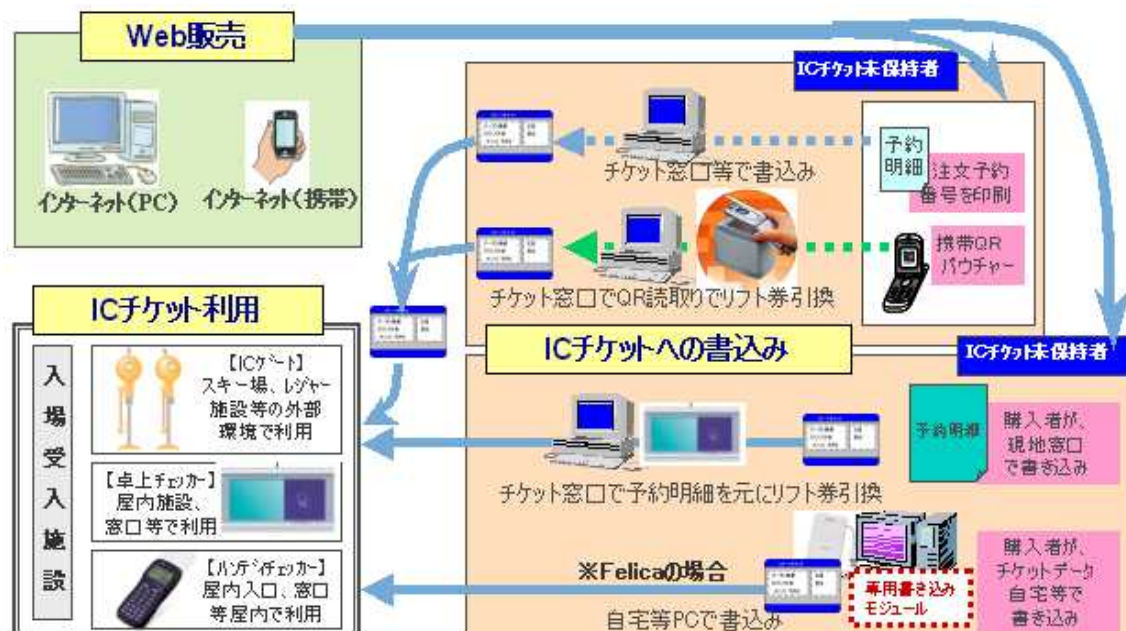 Web販売
インターネット(PC)
インターネット(携帯)
ICチケット未保持者
チケット窓口等で書込み
予約
明細
注文予約
番号を印刷
チケット窓口でQR読取りでリフト券引換
携帯QR
バウチャー
ICチケット利用
入場受入施設
【ICゲート】
スキー場、レジャー
施設等の外部
環境で利用
【卓上チェッカー】
屋内施設、
窓口等で利用
【ハンディチェッカー】
屋内入口、窓口
等屋内で利用
ICチケットへの書込み
ICチケット未保持者
チケット窓口で予約明細を元にリフト券引換
予約明細
購入者が、
現地窓口
で書き込み
※Felicaの場合
自宅等PCで書込み
専用書き込み
モジュール
購入者が、
チケットデータ
自宅等で
書き込み